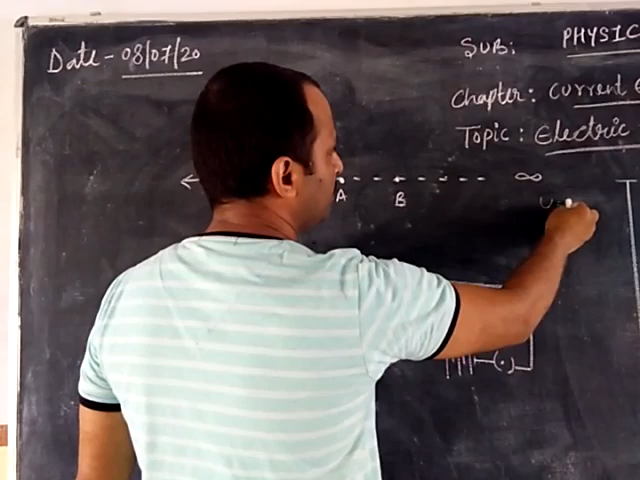 Date - 08/07/20
SUB: PHYSIC
Chapter: Current
Topic: Electric
∞
A B